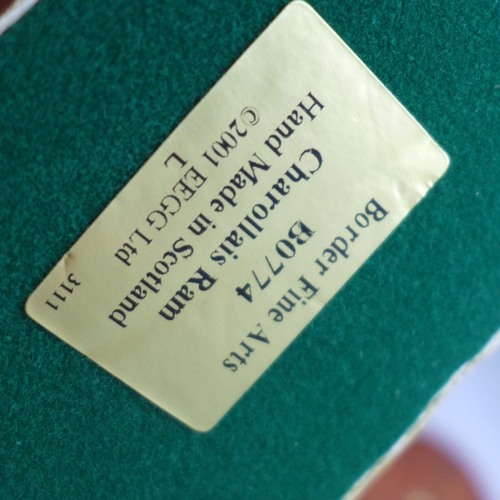 Border Fine Arts
B0774
Charollais Ram
Hand Made in Scotland
©2001 EEGG Ltd
L
3111